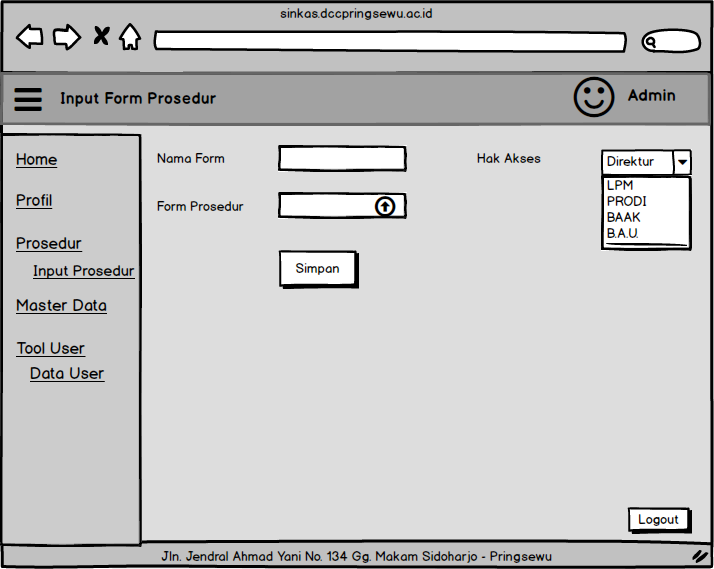 sinkas.dccpringsewu.ac.id
Input Form Prosedur
Admin
Home
Profil
Prosedur
Input Prosedur
Master Data
Tool User
Data User
Nama Form
Hak Akses
Direktur
LPM
PRODI
BAAK
B.A.U.
Form Prosedur
Simpan
Logout
Jln. Jendral Ahmad Yani No. 134 Gg. Makam Sidoharjo - Pringsewu